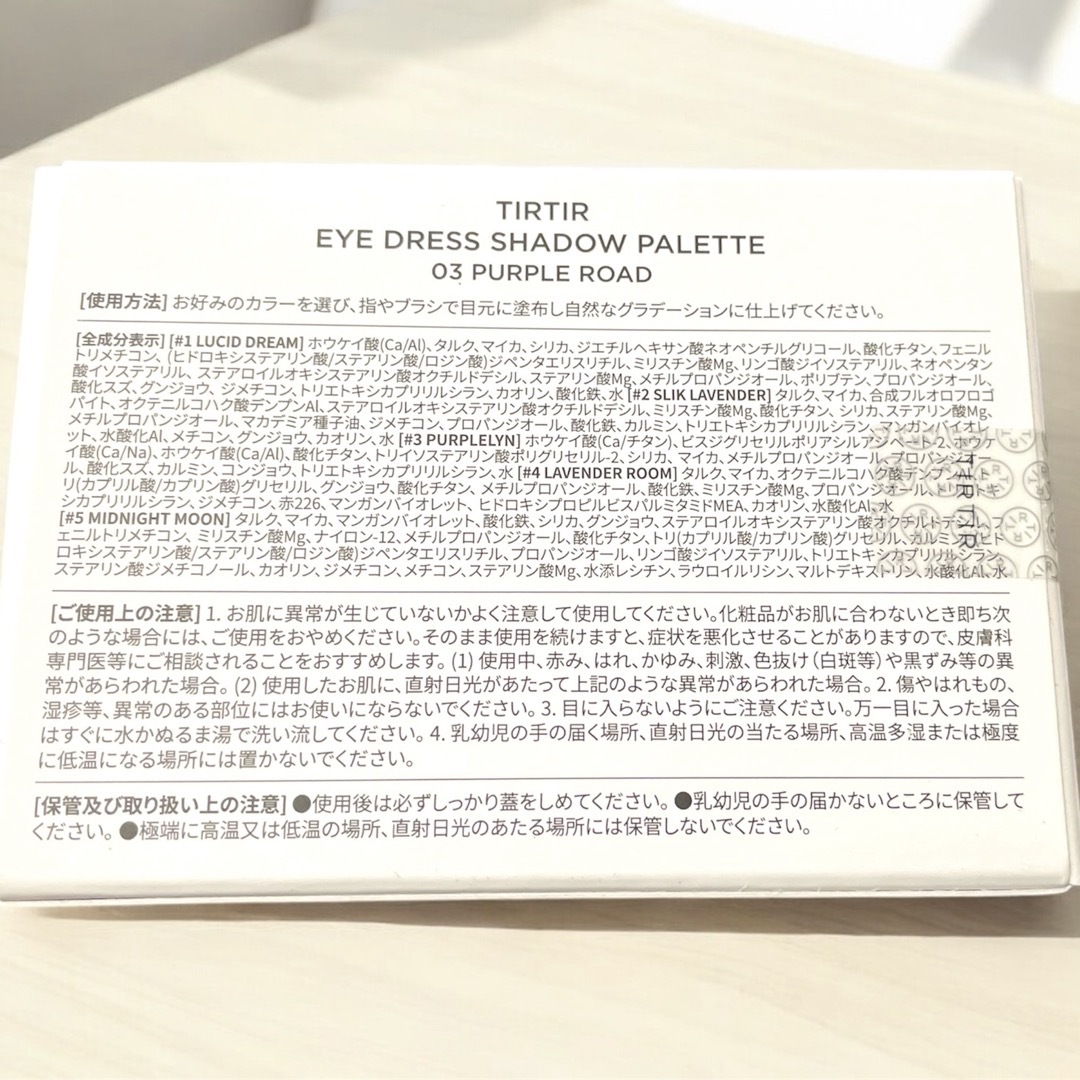 TIRTIR
EYE DRESS SHADOW PALETTE
03 PURPLE ROAD
[使用方法] お好みのカラーを選び、指やブラシで目元に塗布し自然なグラデーションに仕上げてください。
[全成分表示] [#1 LUCID DREAM] ホウケイ酸(Ca/Al)、タルク、マイカ、シリカ、ジエチルヘキサン酸ネオペンチルグリコール、酸化チタン、フェニル
トリメチコン、(ヒドロキシステアリン酸/ステアリン酸/ロジン酸)ジペンタエリスリチル、ミリスチン酸Mg、リンゴ酸ジイソステアリル、ネオペンタン
酸イソステアリル、ステアロイルオキシステアリン酸オクチルドデシル、ステアリン酸Mg、メチルプロパンジオール、ポリブテン、プロパンジオール、
酸化スズ、グンジョウ、ジメチコン、トリエトキシカプリリルシラン、カオリン、酸化鉄、水 [#2 SLIK LAVENDER] タルク、マイカ、合成フルオロフロゴ
パイト、オクテニルコハク酸デンプンAl、ステアロイルオキシステアリン酸オクチルドデシル、ミリスチン酸Mg、酸化チタン、シリカ、ステアリン酸Mg、
メチルプロパンジオール、マカデミア種子油、ジメチコン、プロパンジオール、酸化鉄、カルミン、トリエトキシカプリリルシラン、マンガンバイオレ
ット、水酸化Al、メチコン、グンジョウ、カオリン、水 [#3 PURPLELYN] ホウケイ酸(Ca/チタン)、ビスジグリセリルポリアシルアジペート-2、ホウケイ
酸(Ca/Na)、ホウケイ酸(Ca/Al)、酸化チタン、トリイソステアリン酸ポリグリセリル-2、シリカ、マイカ、メチルプロパンジオール、プロパンジオー
ル、酸化スズ、カルミン、コンジョウ、トリエトキシカプリリルシラン、水 [#4 LAVENDER ROOM] タルク、マイカ、オクテニルコハク酸デンプンAl、ト
リ(カプリル酸/カプリン酸)グリセリル、グンジョウ、酸化チタン、メチルプロパンジオール、酸化鉄、ミリスチン酸Mg、プロパンジオール、トリエトキ
シカプリリルシラン、ジメチコン、赤226、マンガンバイオレット、ヒドロキシプロピルビスパルミタミドMEA、カオリン、水酸化Al、水
[#5 MIDNIGHT MOON] タルク、マイカ、マンガンバイオレット、酸化鉄、シリカ、グンジョウ、ステアロイルオキシステアリン酸オクチルドデシル、フ
ェニルトリメチコン、ミリスチン酸Mg、ナイロン-12、メチルプロパンジオール、酸化チタン、トリ(カプリル酸/カプリン酸)グリセリル、カルミン、(ヒド
ロキシステアリン酸/ステアリン酸/ロジン酸)ジペンタエリスリチル、プロパンジオール、リンゴ酸ジイソステアリル、トリエトキシカプリリルシラン、
ステアリン酸ジメチコノール、カオリン、ジメチコン、メチコン、ステアリン酸Mg、水添レシチン、ラウロイルリシン、マルトデキストリン、水酸化Al、水
TIRTIR
[ご使用上の注意] 1. お肌に異常が生じていないかよく注意して使用してください。化粧品がお肌に合わないとき即ち次
のような場合には、ご使用をおやめください。そのまま使用を続けますと、症状を悪化させることがありますので、皮膚科
専門医等にご相談されることをおすすめします。(1) 使用中、赤み、はれ、かゆみ、刺激、色抜け(白斑等)や黒ずみ等の異
常があらわれた場合。(2) 使用したお肌に、直射日光があたって上記のような異常があらわれた場合。2. 傷やはれもの、
湿疹等、異常のある部位にはお使いにならないでください。3. 目に入らないようにご注意ください。万一目に入った場合
はすぐに水かぬるま湯で洗い流してください。4. 乳幼児の手の届く場所、直射日光の当たる場所、高温多湿または極度
に低温になる場所には置かないでください。
[保管及び取り扱い上の注意] ●使用後は必ずしっかり蓋をしめてください。●乳幼児の手の届かないところに保管して
ください。●極端に高温又は低温の場所、直射日光のあたる場所には保管しないでください。